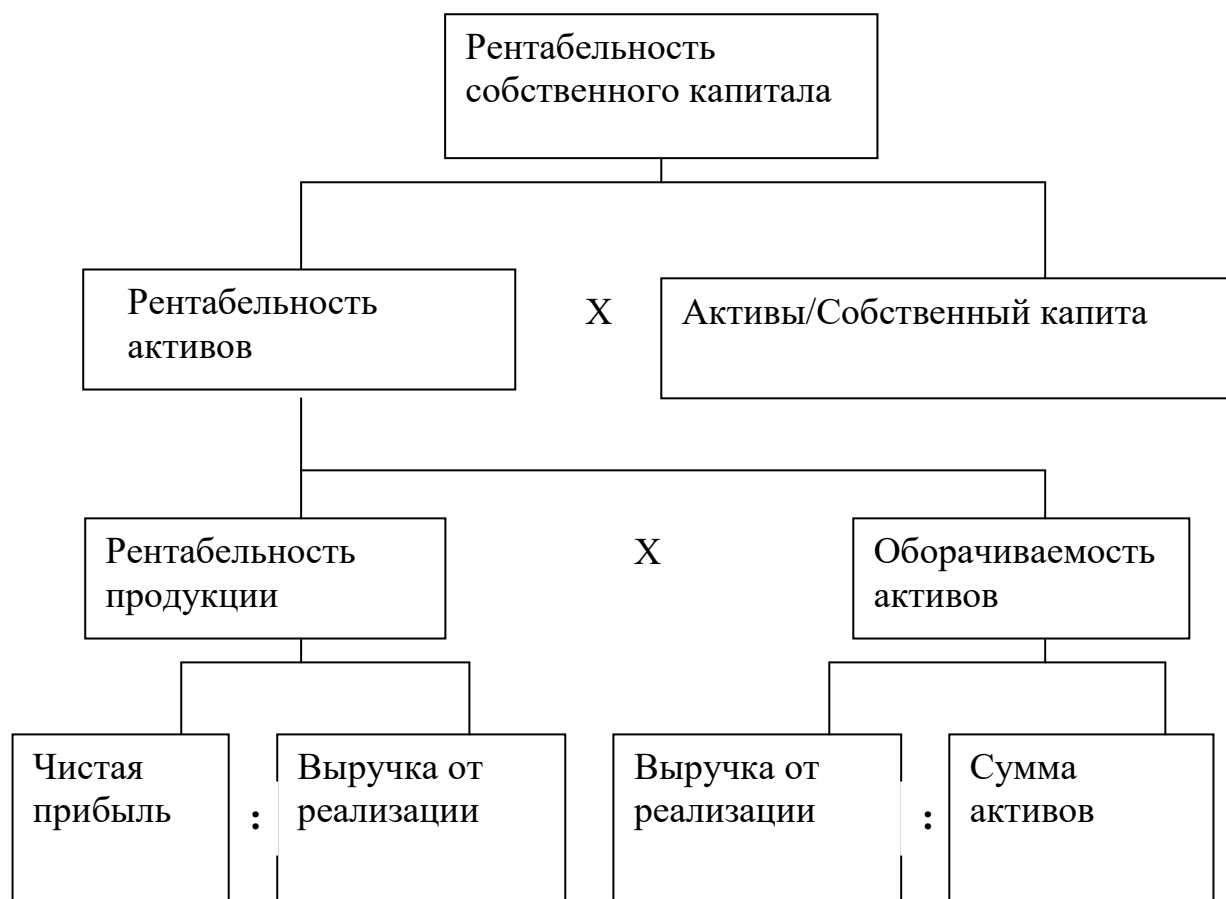 Рентабельность
собственного капитала
Рентабельность
активов
Х
Активы/Собственный капита
Рентабельность
продукции
Х
Оборачиваемость
активов
Чистая
прибыль
:
Выручка от
реализации
Выручка от
реализации
:
Сумма
активов